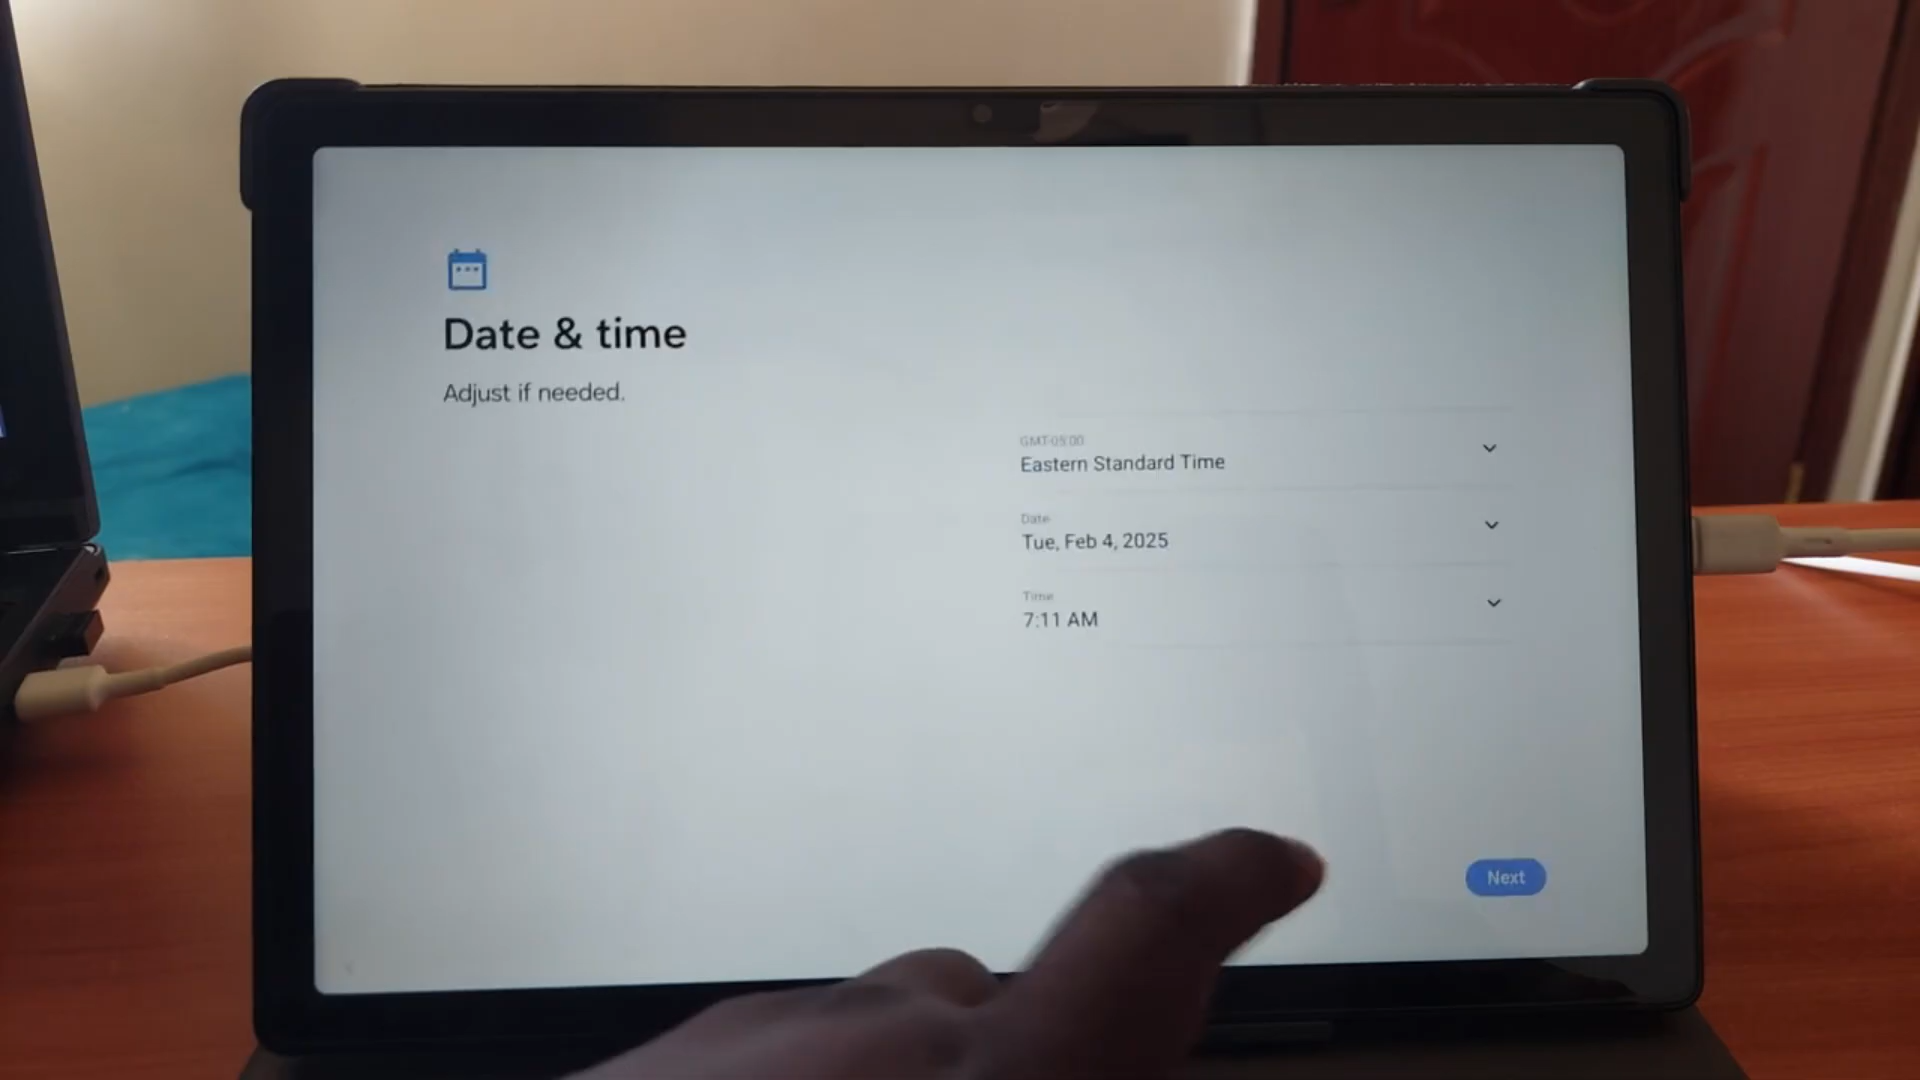 Date & time
Adjust if needed.
GMT-05:00
Eastern Standard Time
Date
Tue, Feb 4, 2025
Time
7:11 AM
Next